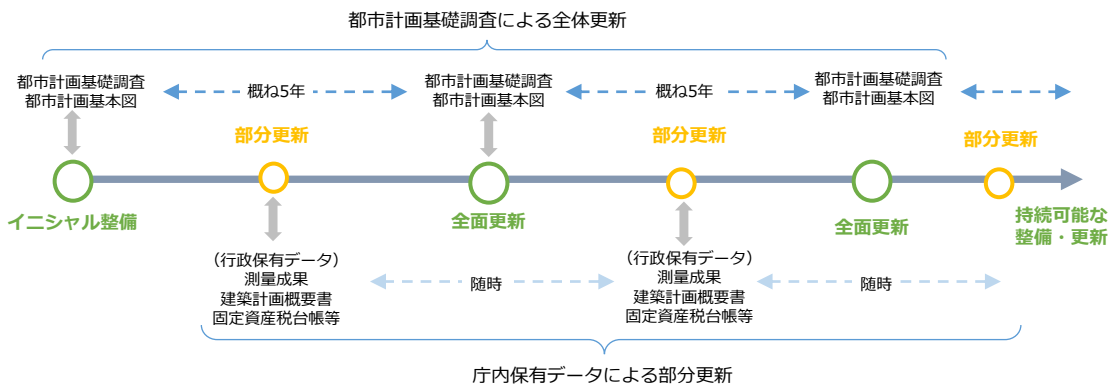 都市計画基礎調査による全体更新
都市計画基礎調査
都市計画基本図
概ね5年
都市計画基礎調査
都市計画基本図
概ね5年
都市計画基礎調査
都市計画基本図
部分更新
部分更新
部分更新
イニシャル整備
全面更新
全面更新
持続可能な
整備・更新
（行政保有データ）
測量成果
建築計画概要書
固定資産税台帳等
随時
（行政保有データ）
測量成果
建築計画概要書
固定資産税台帳等
随時
庁内保有データによる部分更新